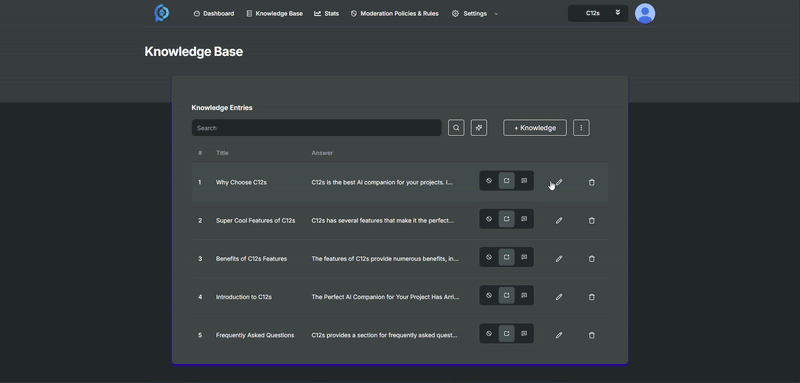 Dashboard Knowledge Base Stats Moderation Policies & Rules Settings C12s
Knowledge Base
Knowledge Entries
Search + Knowledge
# Title Answer
1 Why Choose C12s C12s is the best AI companion for your projects. I...
2 Super Cool Features of C12s C12s has several features that make it the perfect...
3 Benefits of C12s Features The features of C12s provide numerous benefits, in...
4 Introduction to C12s The Perfect AI Companion for Your Project Has Arri...
5 Frequently Asked Questions C12s provides a section for frequently asked quest...